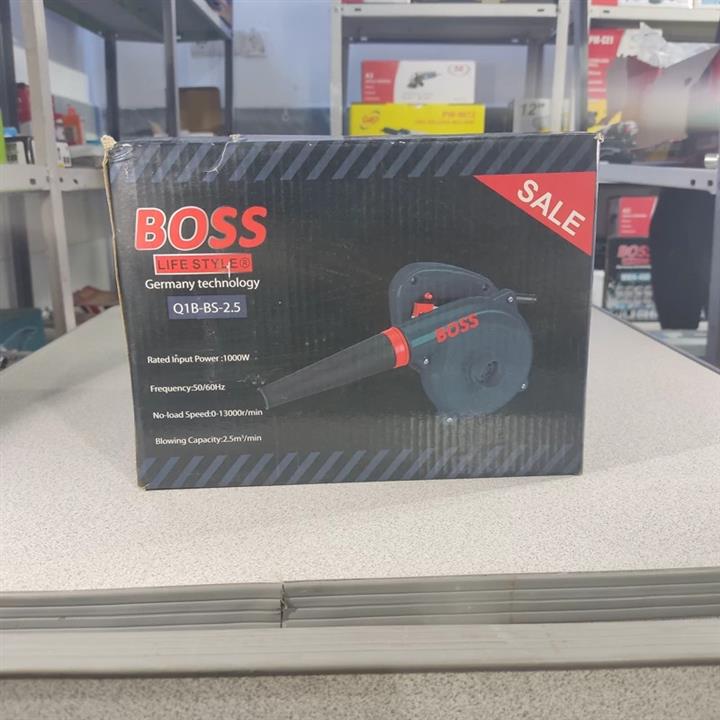 BOSS
LIFE STYLE®
Germany technology
Q1B-BS-2.5
Rated Input Power :1000W
Frequency:50/60Hz
No-load Speed:0-13000r/min
Blowing Capacity:2.5m³/min
SALE
BOSS
12"